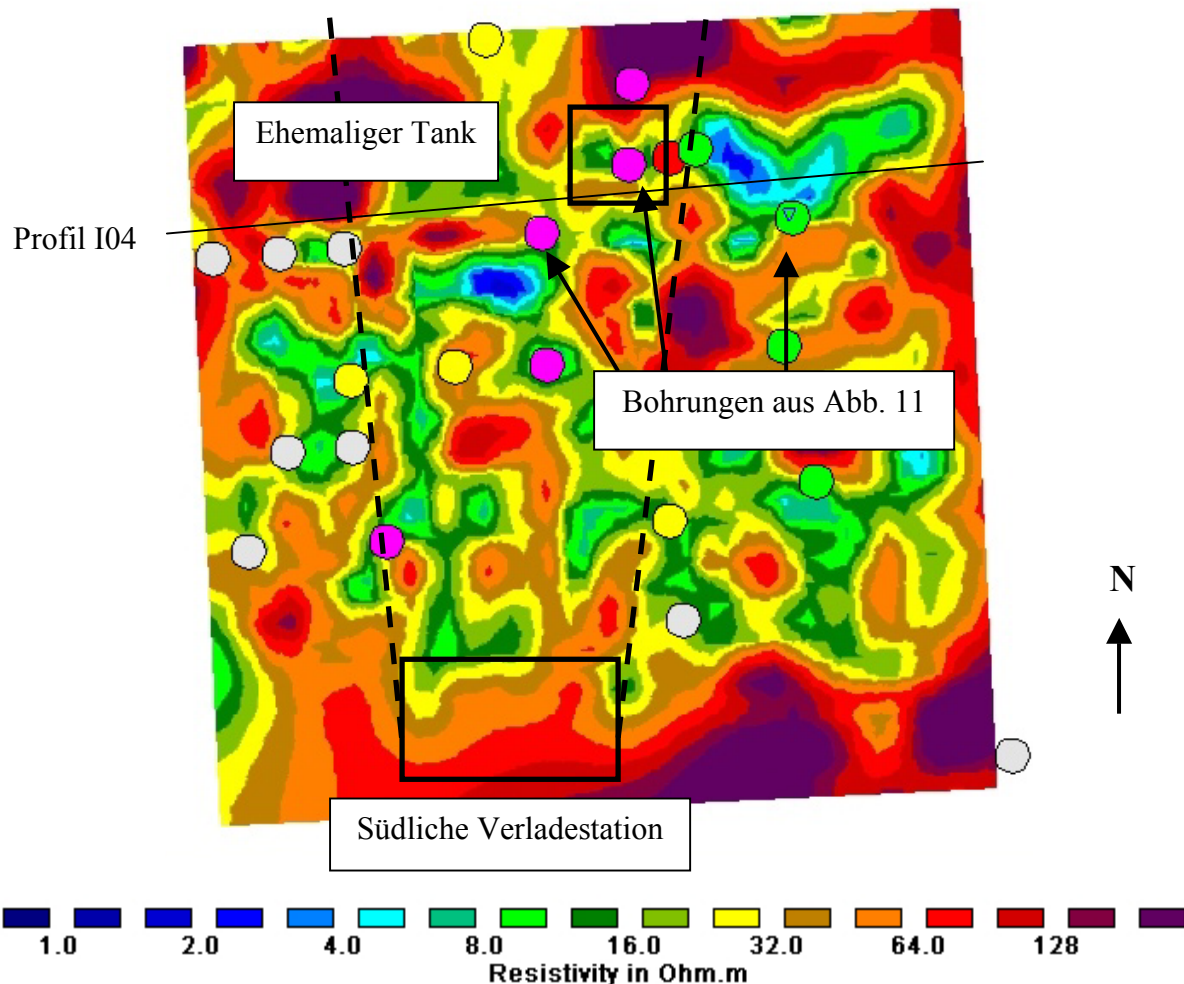 Ehemaliger Tank
Profil I04
Bohrungen aus Abb. 11
N
Südliche Verladestation
1.0 2.0 4.0 8.0 16.0 32.0 64.0 128
Resistivity in Ohm.m